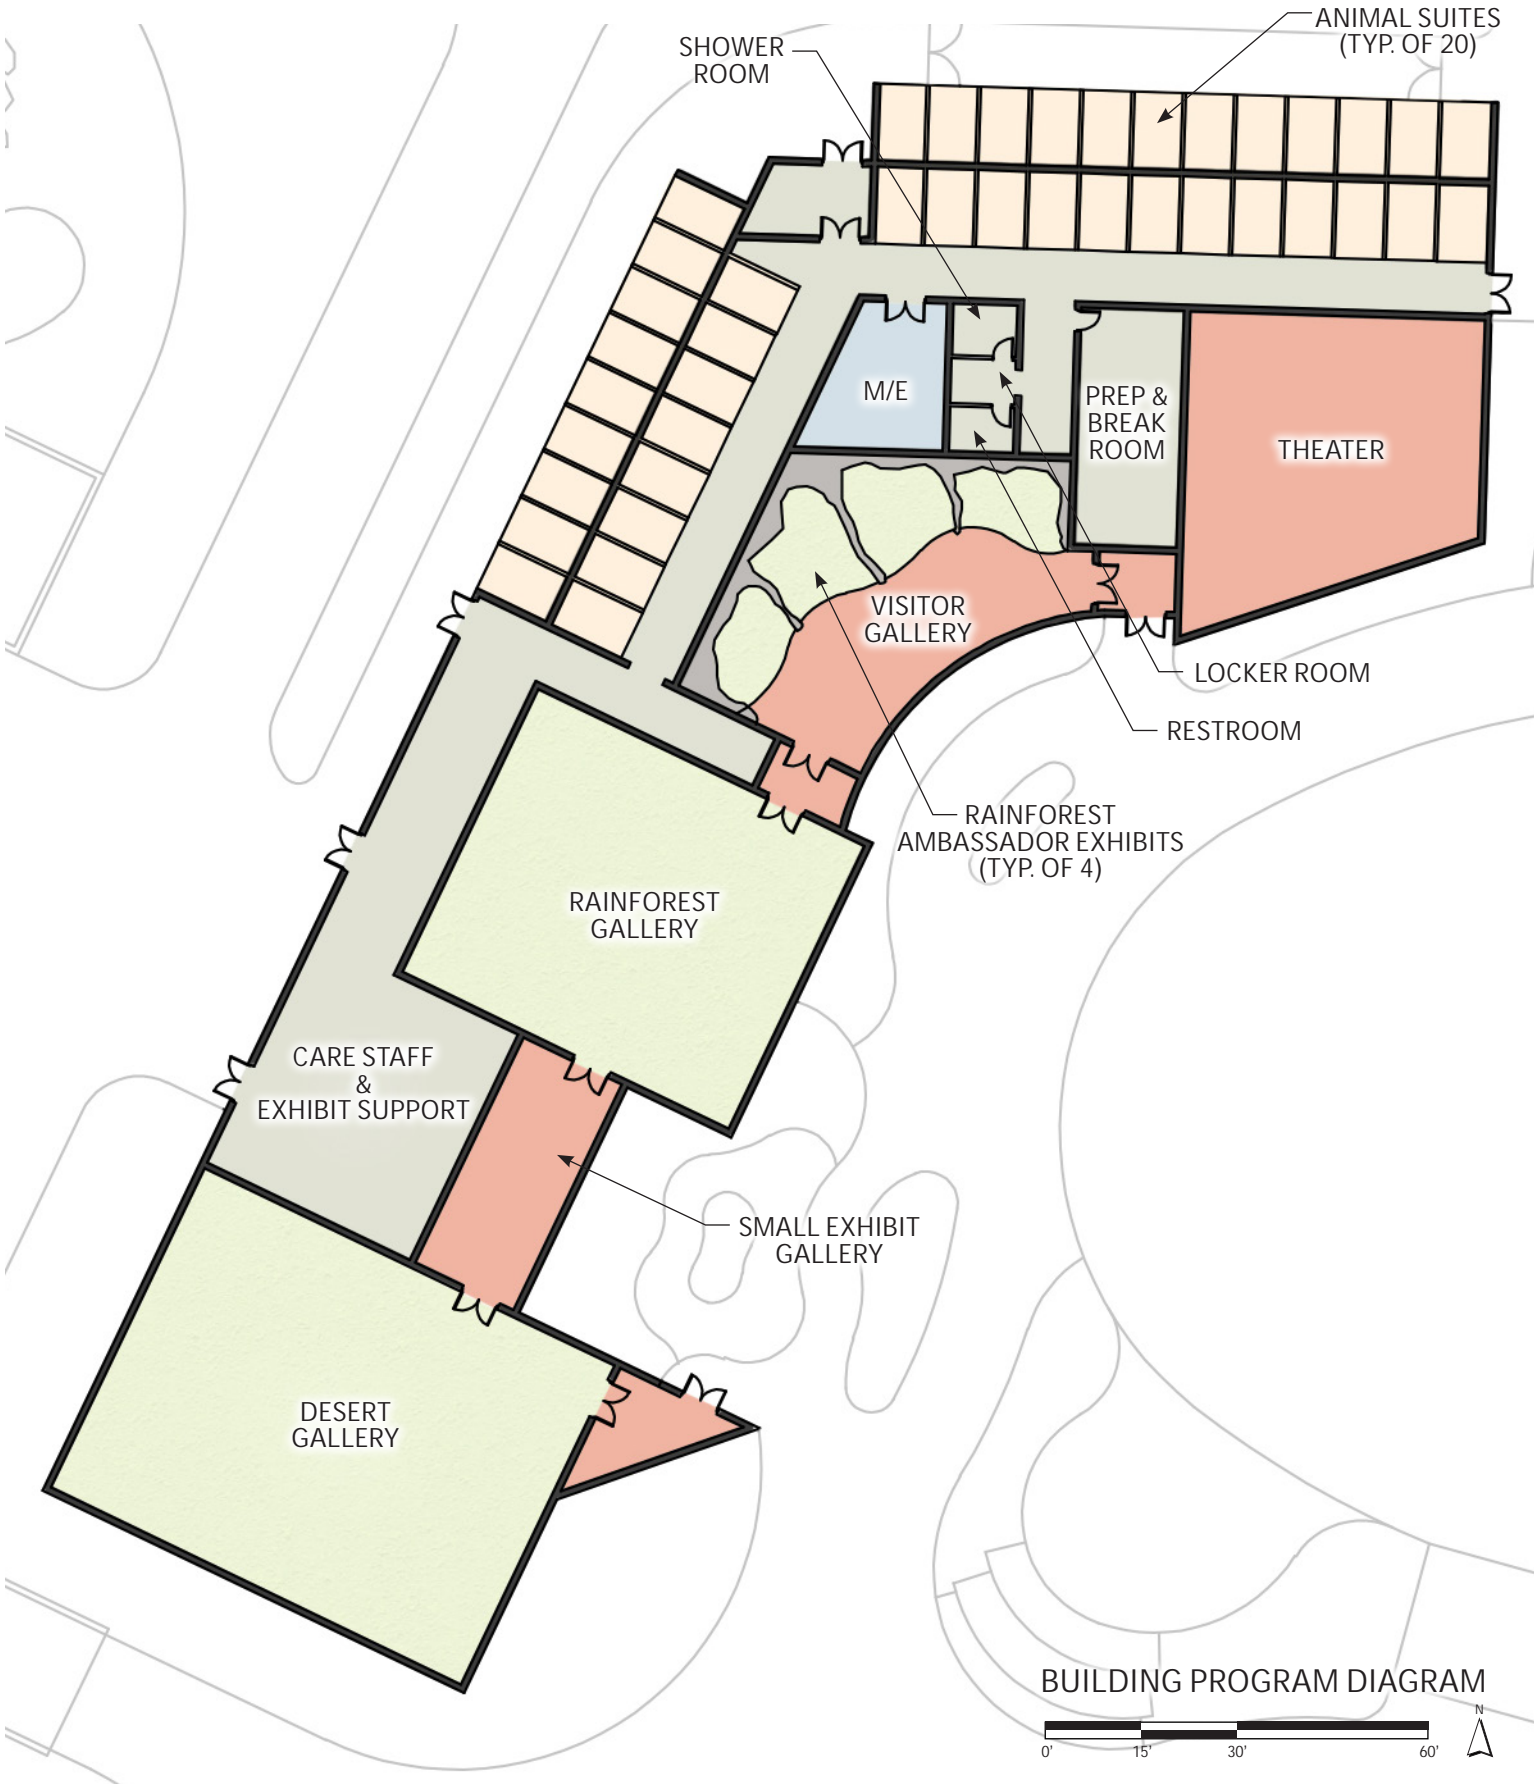 ANIMAL SUITES
(TYP. OF 20)
SHOWER
ROOM
M/E
PREP &
BREAK
ROOM
THEATER
VISITOR
GALLERY
LOCKER ROOM
RESTROOM
RAINFOREST
AMBASSADOR EXHIBITS
(TYP. OF 4)
RAINFOREST
GALLERY
CARE STAFF
&
EXHIBIT SUPPORT
SMALL EXHIBIT
GALLERY
DESERT
GALLERY
BUILDING PROGRAM DIAGRAM
N
0' 15' 30' 60'